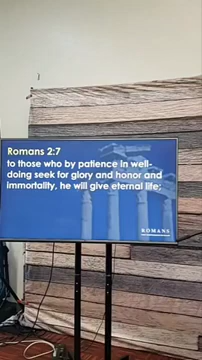 Romans 2:7
to those who by patience in well-
doing seek for glory and honor and
immortality, he will give eternal life;
ROMANS